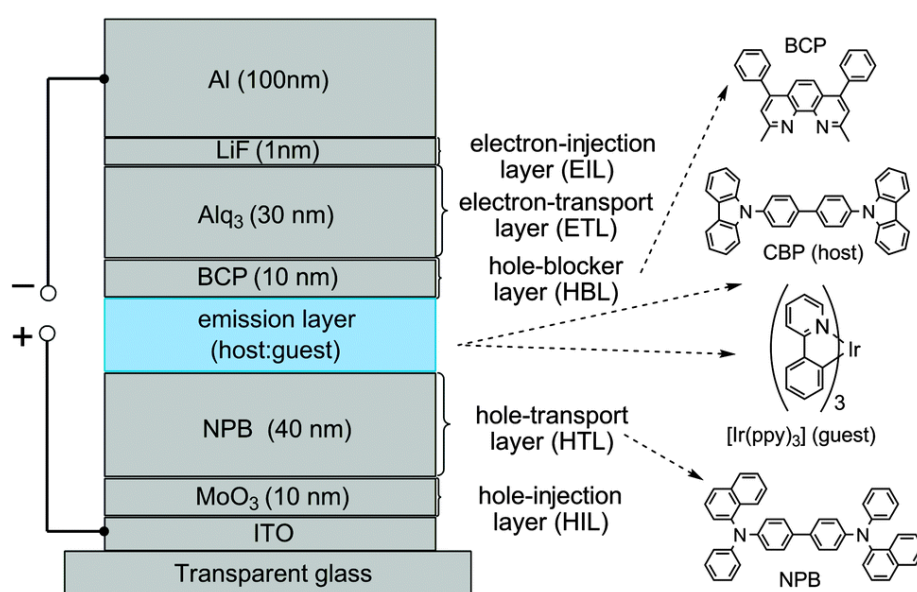 Al (100nm)
LiF (1nm)
Alq3 (30 nm)
BCP (10 nm)
emission layer
(host:guest)
NPB (40 nm)
MoO3 (10 nm)
ITO
Transparent glass
−
+
electron-injection
layer (EIL)
electron-transport
layer (ETL)
hole-blocker
layer (HBL)
hole-transport
layer (HTL)
hole-injection
layer (HIL)
BCP
N N
N N
CBP (host)
N
Ir
3
[Ir(ppy)3] (guest)
N N
NPB